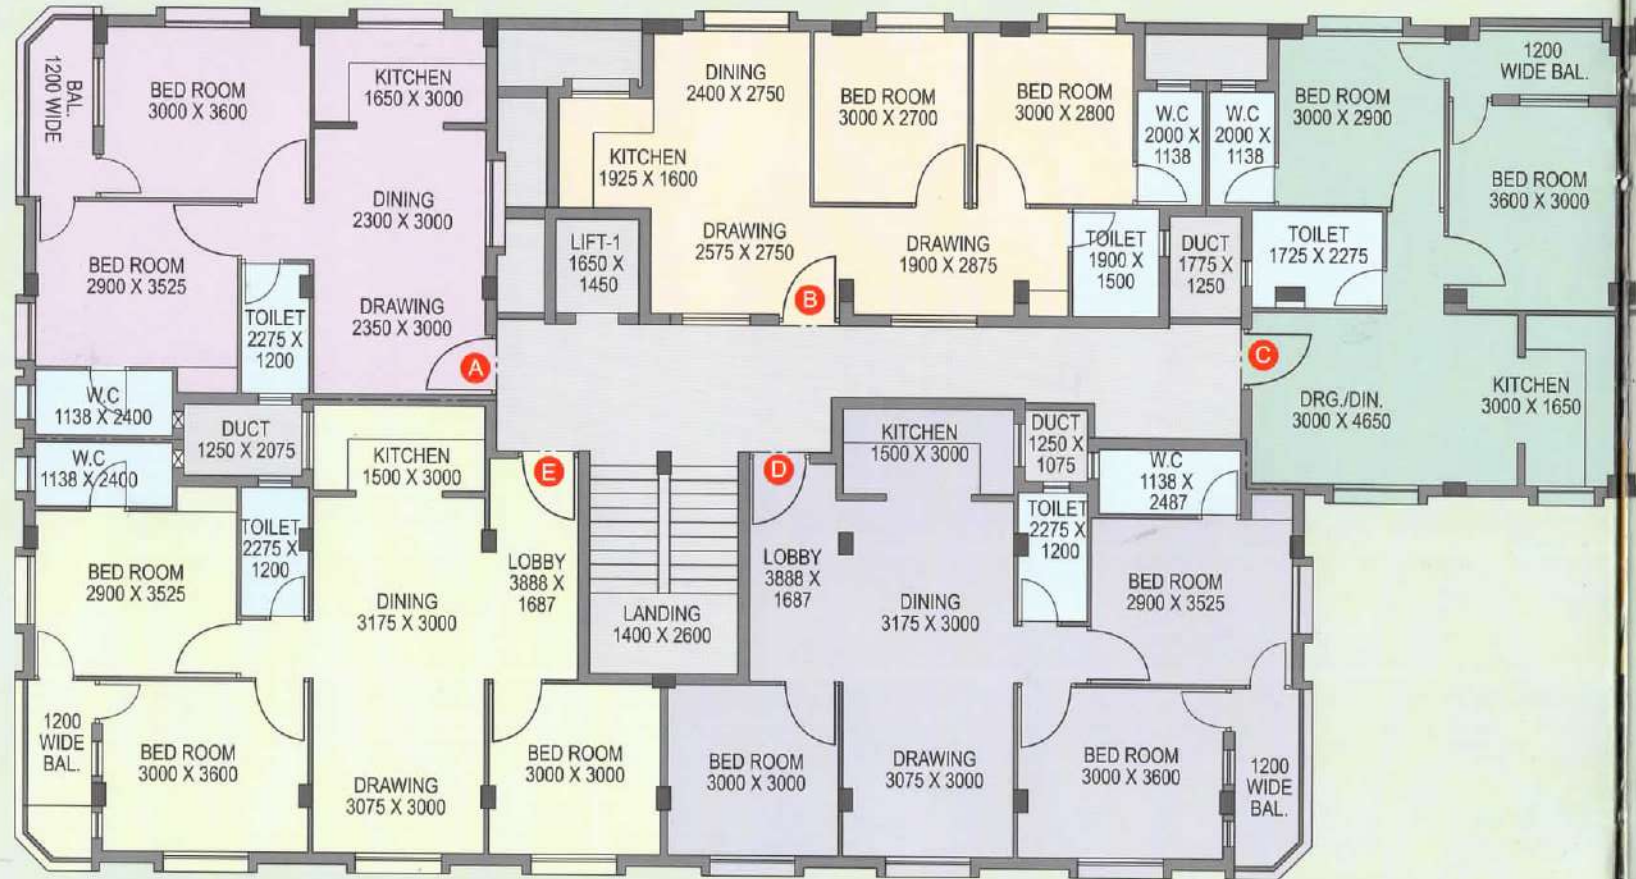 BAL.
1200 WIDE
BED ROOM
3000 X 3600
KITCHEN
1650 X 3000
DINING
2300 X 3000
BED ROOM
2900 X 3525
DRAWING
2350 X 3000
TOILET
2275 X
1200
A
W.C
1138 X 2400
DUCT
1250 X 2075
LIFT-1
1650 X
1450
DINING
2400 X 2750
KITCHEN
1925 X 1600
DRAWING
2575 X 2750
BED ROOM
3000 X 2700
BED ROOM
3000 X 2800
DRAWING
1900 X 2875
B
W.C
2000 X
1138
TOILET
1900 X
1500
DUCT
1775 X
1250
W.C
2000 X
1138
BED ROOM
3000 X 2900
1200
WIDE BAL.
BED ROOM
3600 X 3000
TOILET
1725 X 2275
C
DRG./DIN.
3000 X 4650
KITCHEN
3000 X 1650
W.C
1138 X 2400
KITCHEN
1500 X 3000
E
TOILET
2275 X
1200
BED ROOM
2900 X 3525
LOBBY
3888 X
1687
DINING
3175 X 3000
1200
WIDE
BAL.
BED ROOM
3000 X 3600
DRAWING
3075 X 3000
BED ROOM
3000 X 3000
LANDING
1400 X 2600
D
KITCHEN
1500 X 3000
DUCT
1250 X
1075
W.C
1138 X
2487
TOILET
2275 X
1200
LOBBY
3888 X
1687
DINING
3175 X 3000
BED ROOM
2900 X 3525
BED ROOM
3000 X 3000
DRAWING
3075 X 3000
BED ROOM
3000 X 3600
1200
WIDE
BAL.